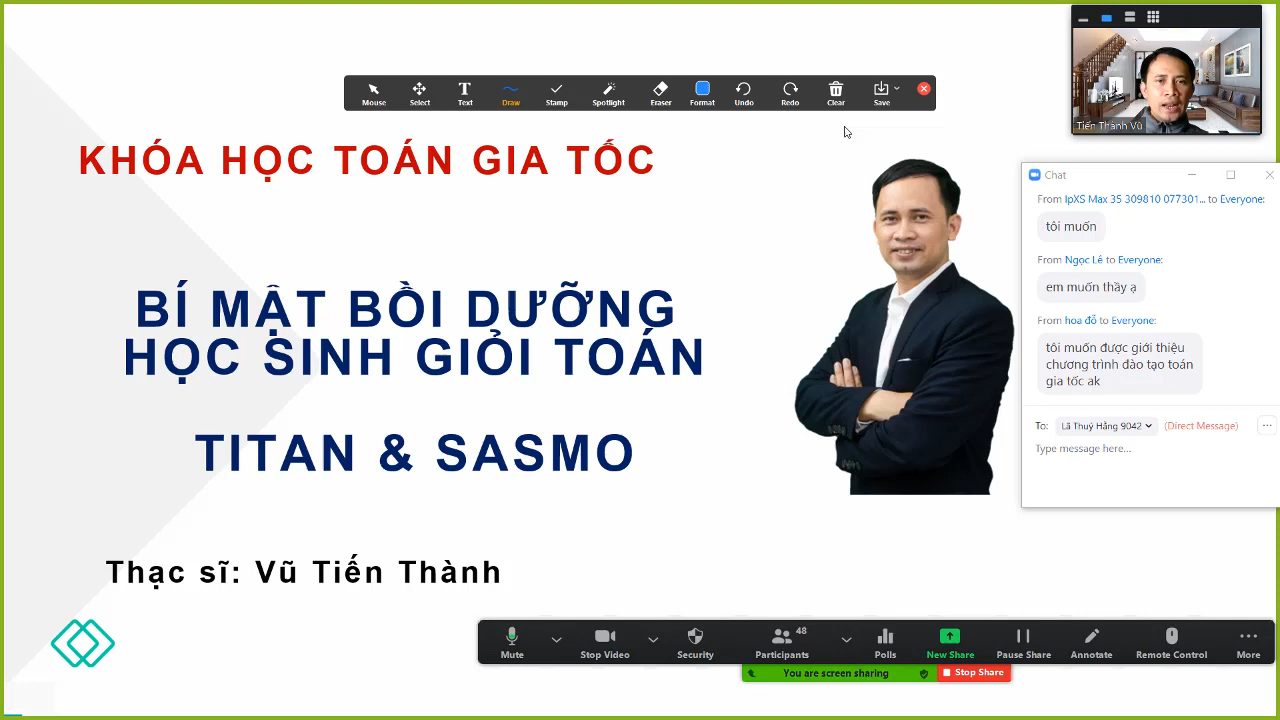 Mouse
Select
Text
Draw
Stamp
Spotlight
Eraser
Format
Undo
Redo
Clear
Save
Tiến Thành Vũ
KHÓA HỌC TOÁN GIA TỐC
BÍ MẬT BỒI DƯỠNG
HỌC SINH GIỎI TOÁN
TITAN & SASMO
Thạc sĩ: Vũ Tiến Thành
Chat
From IpXS Max 35 309810 077301... to Everyone:
tôi muốn
From Ngọc Lê to Everyone:
em muốn thầy ạ
From hoa đỗ to Everyone:
tôi muốn được giới thiệu
chương trình đào tạo toán
gia tốc ak
To: Lã Thuý Hằng 9042 (Direct Message)
Type message here...
Mute
Stop Video
Security
Participants 48
Polls
New Share
Pause Share
Annotate
Remote Control
More
You are screen sharing
Stop Share